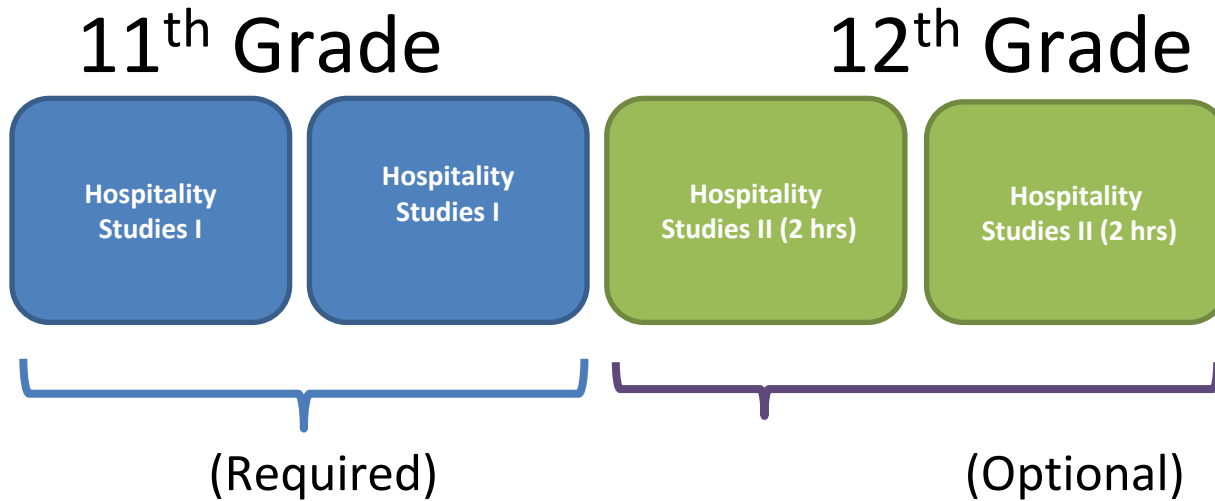 11th Grade
12th Grade
Hospitality
Studies I
Hospitality
Studies I
Hospitality
Studies II (2 hrs)
Hospitality
Studies II (2 hrs)
(Required)
(Optional)